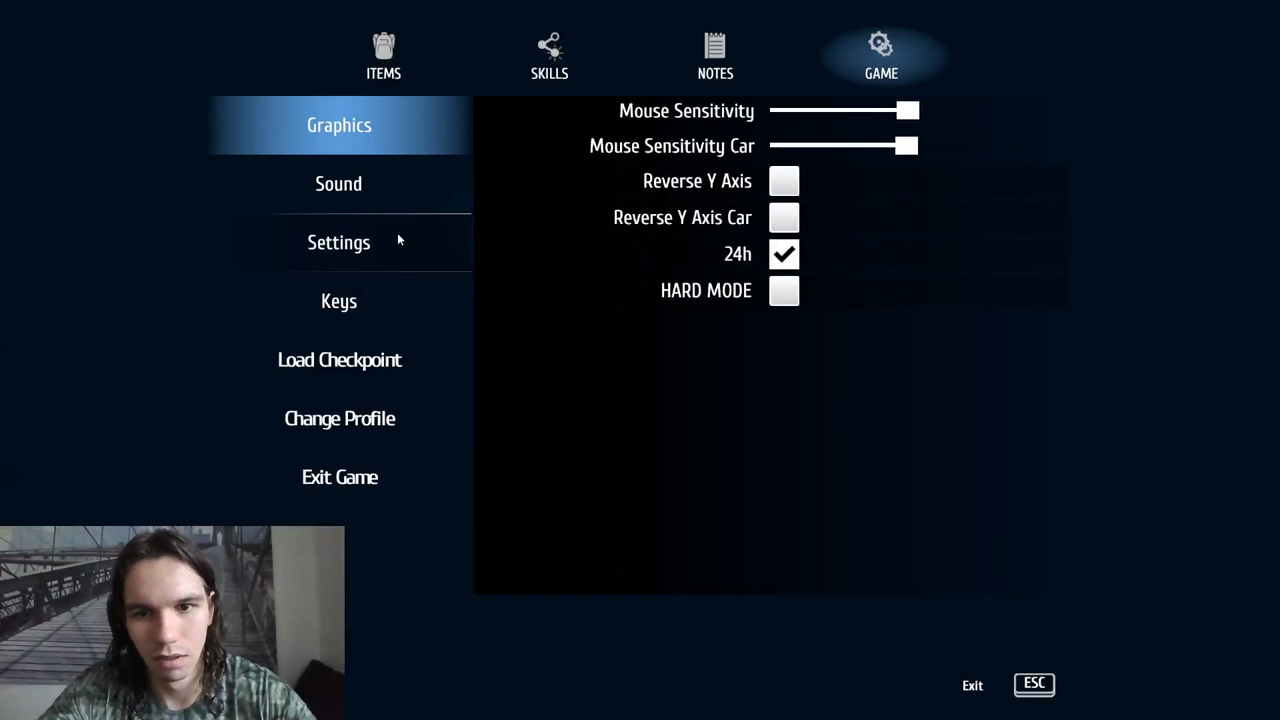 ITEMS
SKILLS
NOTES
GAME
Graphics
Sound
Settings
Keys
Load Checkpoint
Change Profile
Exit Game
Mouse Sensitivity
Mouse Sensitivity Car
Reverse Y Axis
Reverse Y Axis Car
24h
HARD MODE
Exit ESC